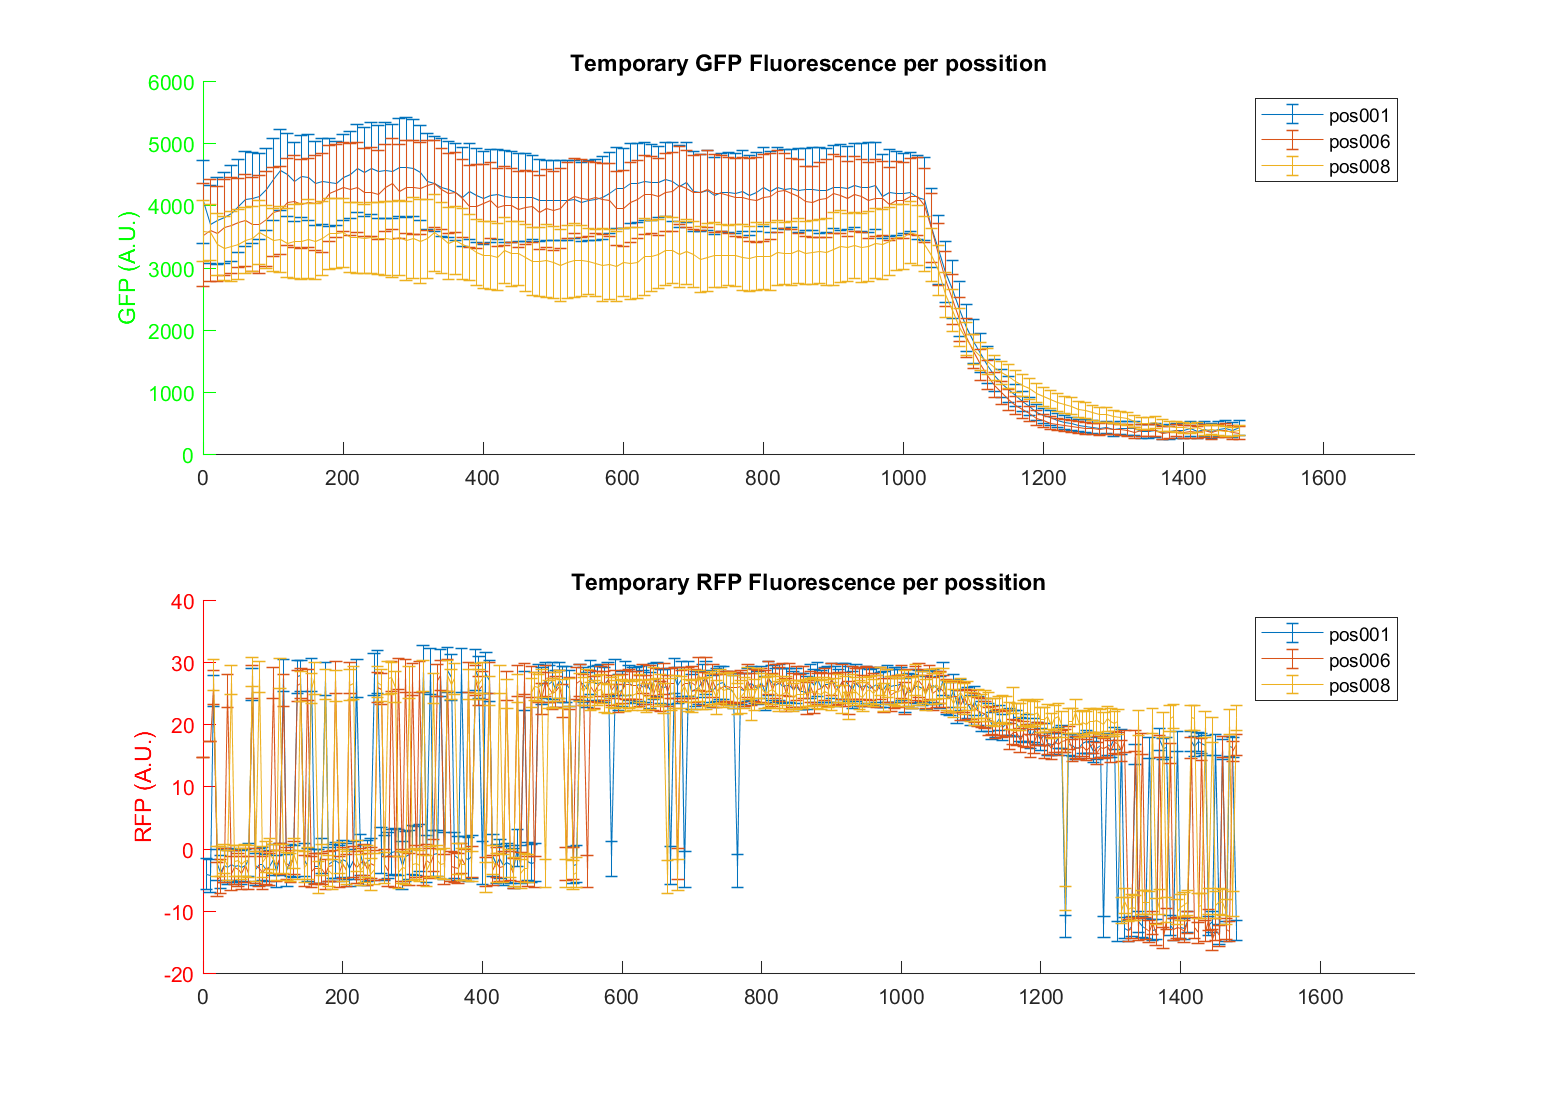 Temporary GFP Fluorescence per possition
6000
5000
4000
3000
2000
1000
0
GFP (A.U.)
pos001
pos006
pos008
0 200 400 600 800 1000 1200 1400 1600
Temporary RFP Fluorescence per possition
40
30
20
10
0
-10
-20
RFP (A.U.)
pos001
pos006
pos008
0 200 400 600 800 1000 1200 1400 1600